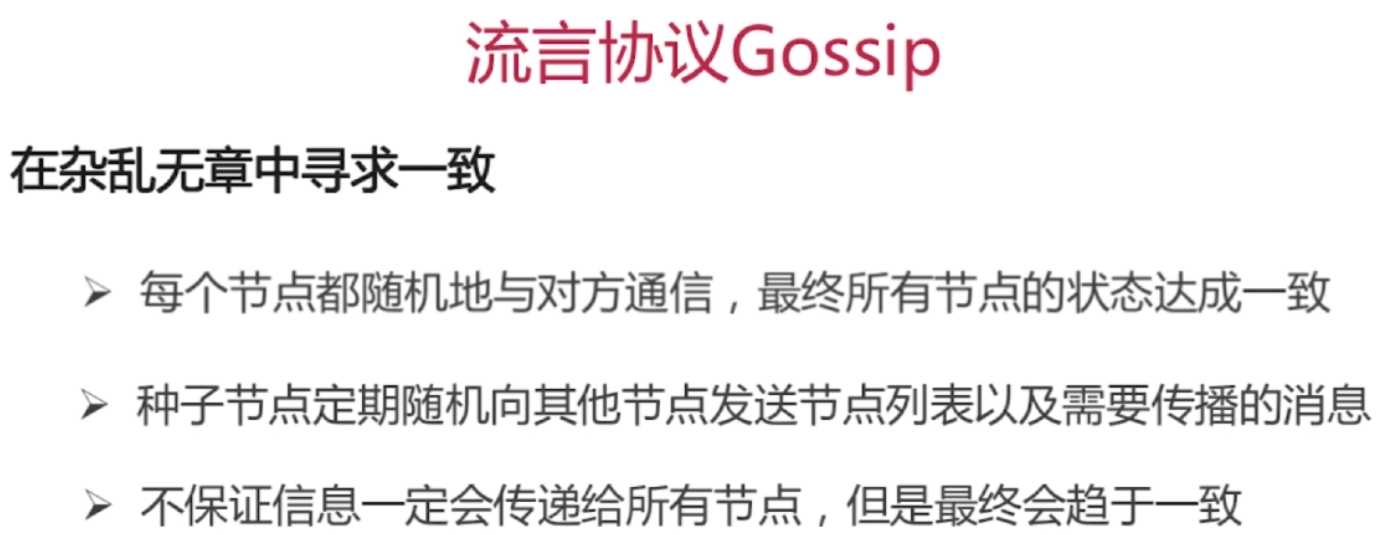 流言协议Gossip
在杂乱无章中寻求一致
➢ 每个节点都随机地与对方通信，最终所有节点的状态达成一致
➢ 种子节点定期随机向其他节点发送节点列表以及需要传播的消息
➢ 不保证信息一定会传递给所有节点，但是最终会趋于一致